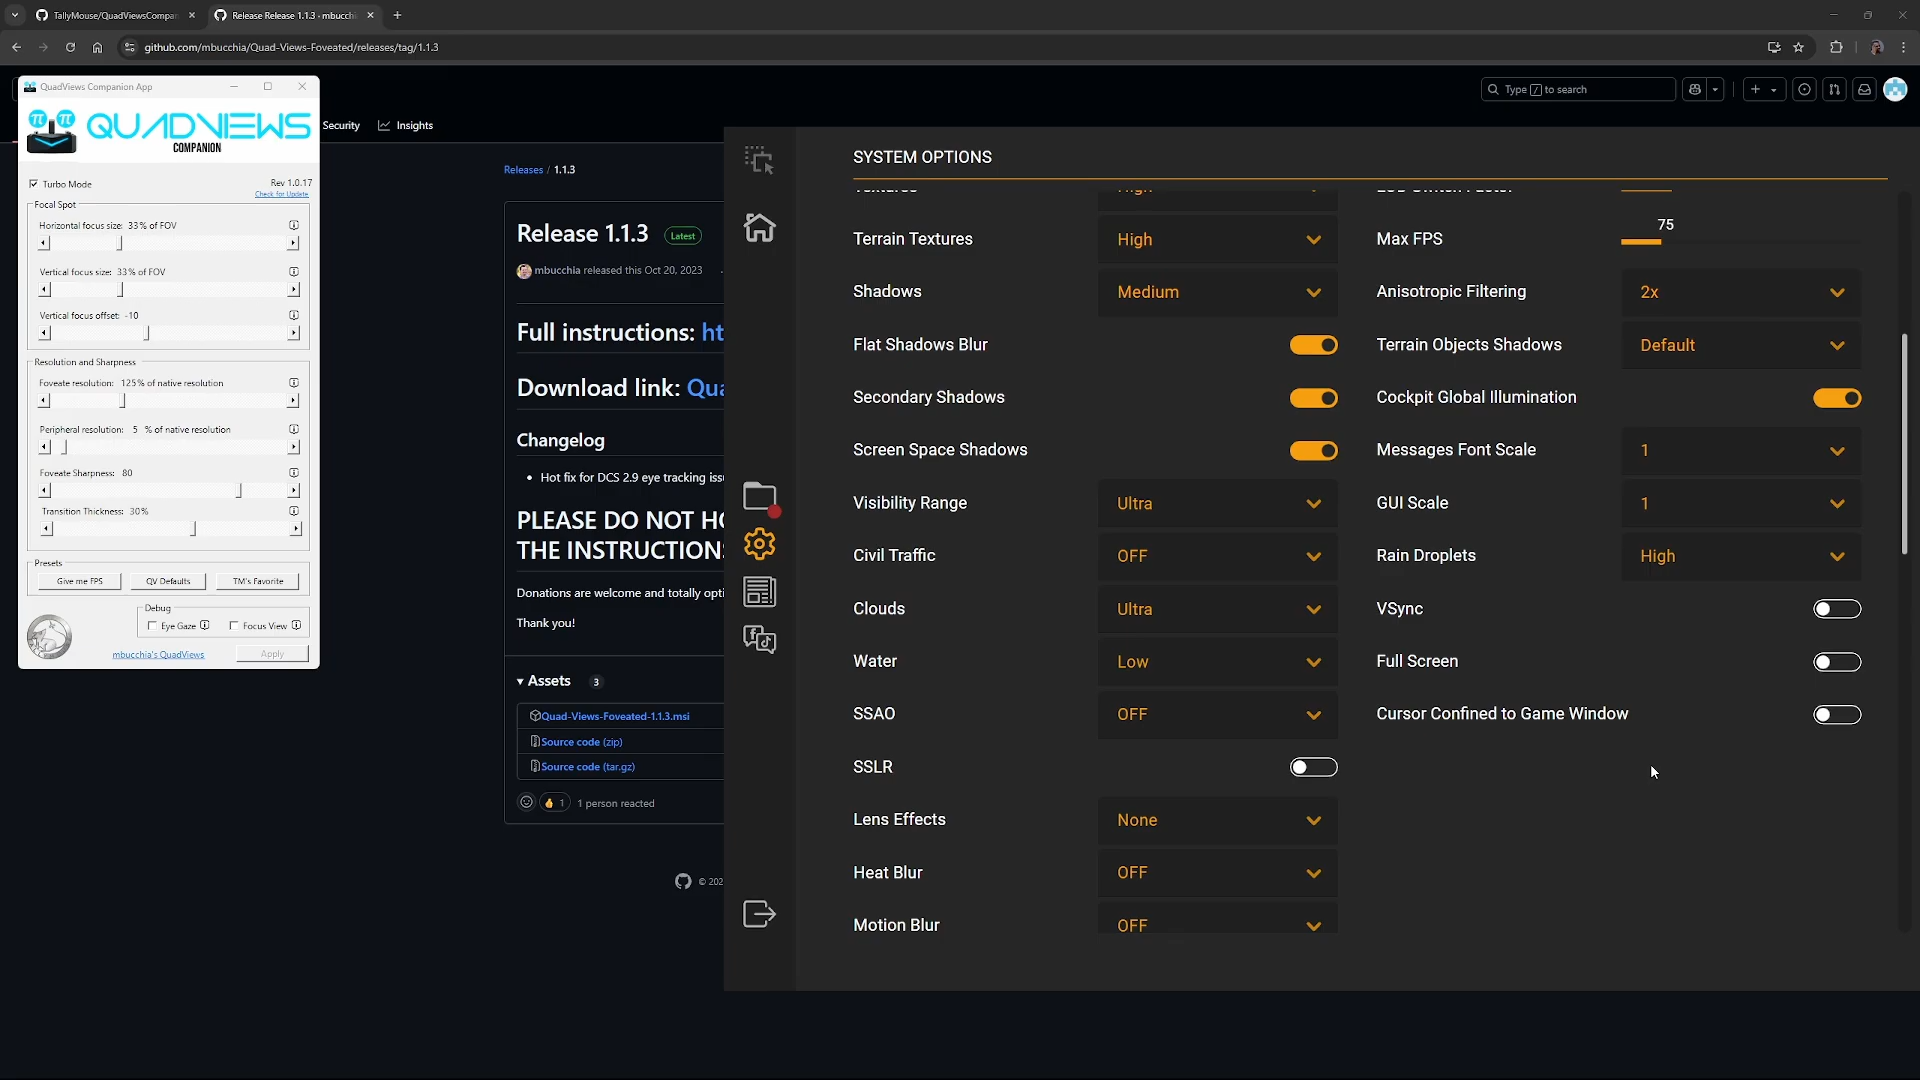 TallyMouse/QuadViewsCompan
Release Release 1.1.3 · mbucchi
github.com/mbucchia/Quad-Views-Foveated/releases/tag/1.1.3
QuadViews Companion App
QUADVIEWS
COMPANION
Turbo Mode
Rev 1.0.17
Check for Update
Focal Spot
Horizontal focus size: 33% of FOV
Vertical focus size: 33% of FOV
Vertical focus offset: -10
Resolution and Sharpness
Foveate resolution: 125% of native resolution
Peripheral resolution: 5 % of native resolution
Foveate Sharpness: 80
Transition Thickness: 30%
Presets
Give me FPS
QV Defaults
TM's Favorite
Debug
Eye Gaze
Focus View
mbucchia's QuadViews
Apply
Security
Insights
Type / to search
Releases / 1.1.3
Release 1.1.3
Latest
mbucchia released this Oct 20, 2023
Full instructions: ht
Download link: Qua
Changelog
• Hot fix for DCS 2.9 eye tracking iss
PLEASE DO NOT HO
THE INSTRUCTION
Donations are welcome and totally opti
Thank you!
Assets 3
Quad-Views-Foveated-1.1.3.msi
Source code (zip)
Source code (tar.gz)
1
1 person reacted
© 202
SYSTEM OPTIONS
Textures High
LOD Switch Factor
Terrain Textures High
Max FPS 75
Shadows Medium
Anisotropic Filtering 2x
Flat Shadows Blur
Terrain Objects Shadows Default
Secondary Shadows
Cockpit Global Illumination
Screen Space Shadows
Messages Font Scale 1
Visibility Range Ultra
GUI Scale 1
Civil Traffic OFF
Rain Droplets High
Clouds Ultra
VSync
Water Low
Full Screen
SSAO OFF
Cursor Confined to Game Window
SSLR
Lens Effects None
Heat Blur OFF
Motion Blur OFF